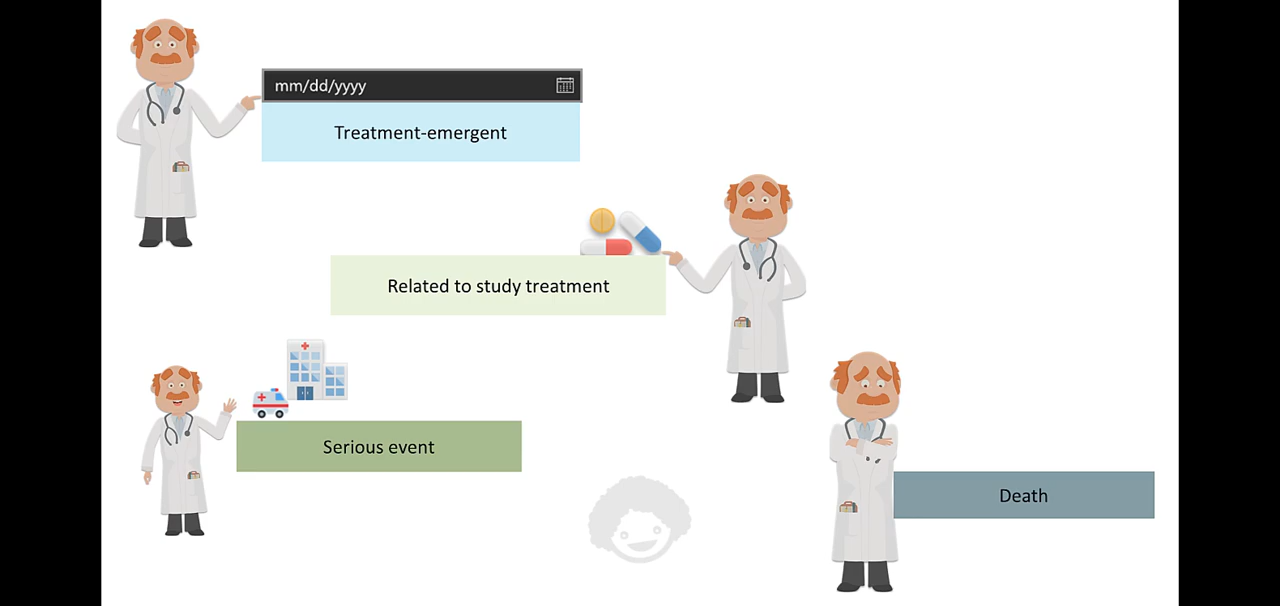 mm/dd/yyyy
Treatment-emergent
Related to study treatment
Serious event
Death